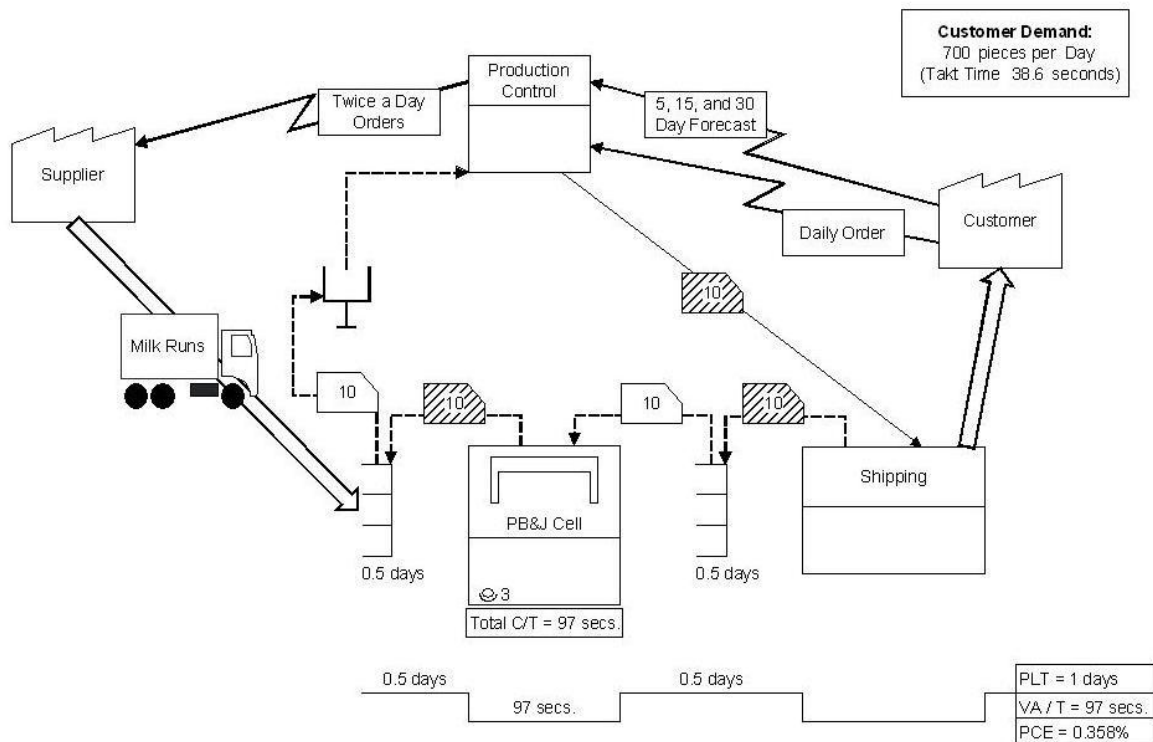 Customer Demand:
700 pieces per Day
(Takt Time 38.6 seconds)
Production
Control
Twice a Day
Orders
5, 15, and 30
Day Forecast
Supplier
Customer
Daily Order
10
Milk Runs
10
10
10
10
Shipping
PB&J Cell
0.5 days
0.5 days
3
Total C/T = 97 secs.
0.5 days
0.5 days
97 secs.
PLT = 1 days
VA / T = 97 secs.
PCE = 0.358%